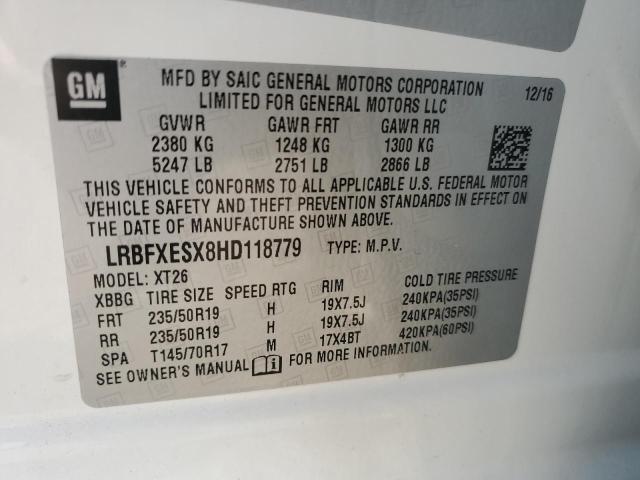 GM
MFD BY SAIC GENERAL MOTORS CORPORATION
LIMITED FOR GENERAL MOTORS LLC
12/16
GVWR GAWR FRT GAWR RR
2380 KG 1248 KG 1300 KG
5247 LB 2751 LB 2866 LB
THIS VEHICLE CONFORMS TO ALL APPLICABLE U.S. FEDERAL MOTOR
VEHICLE SAFETY AND THEFT PREVENTION STANDARDS IN EFFECT ON
THE DATE OF MANUFACTURE SHOWN ABOVE.
LRBFXESX8HD118779 TYPE: M.P.V.
MODEL: XT26
XBBG TIRE SIZE SPEED RTG RIM COLD TIRE PRESSURE
FRT 235/50R19 H 19X7.5J 240KPA(35PSI)
RR 235/50R19 H 19X7.5J 240KPA(35PSI)
SPA T145/70R17 M 17X4BT 420KPA(60PSI)
SEE OWNER'S MANUAL i FOR MORE INFORMATION.